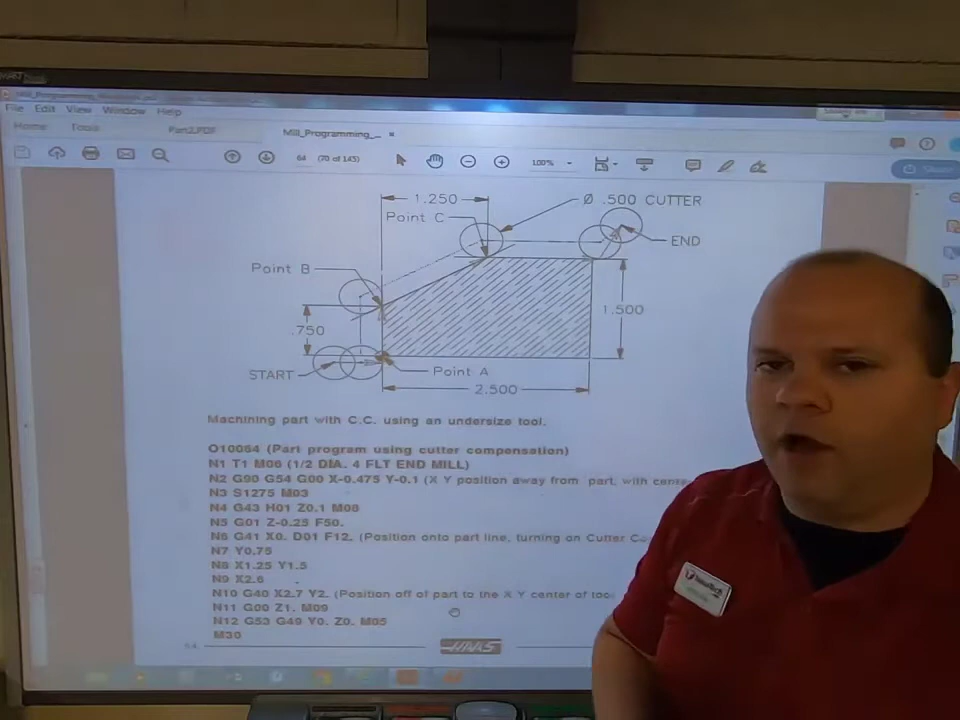 File Edit View Window Help
Home Tools Part2.PDF Mill_Programming_... ×
64 (70 of 143) 100% Share
1.250
Ø .500 CUTTER
Point C
END
Point B
1.500
.750
START
Point A
2.500
Machining part with C.C. using an undersize tool.
O10064 (Part program using cutter compensation)
N1 T1 M06 (1/2 DIA. 4 FLT END MILL)
N2 G90 G54 G00 X-0.475 Y-0.1 (X Y position away from part, with
N3 S1275 M03
N4 G43 H01 Z0.1 M08
N5 G01 Z-0.25 F50.
N6 G41 X0. D01 F12. (Position onto part line, turning on Cutter
N7 Y0.75
N8 X1.25 Y1.5
N9 X2.6
N10 G40 X2.7 Y2. (Position off of part to the X Y center of
N11 G00 Z1. M09
N12 G53 G49 Y0. Z0. M05
M30
HAAS